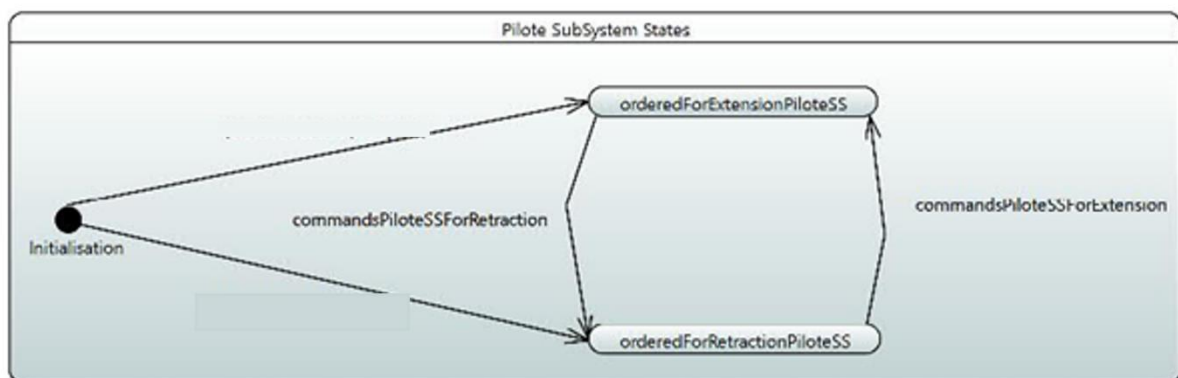 Pilote SubSystem States
orderedForExtensionPiloteSS
commandsPiloteSSForRetraction
commandsPiloteSSForExtension
Initialisation
orderedForRetractionPiloteSS